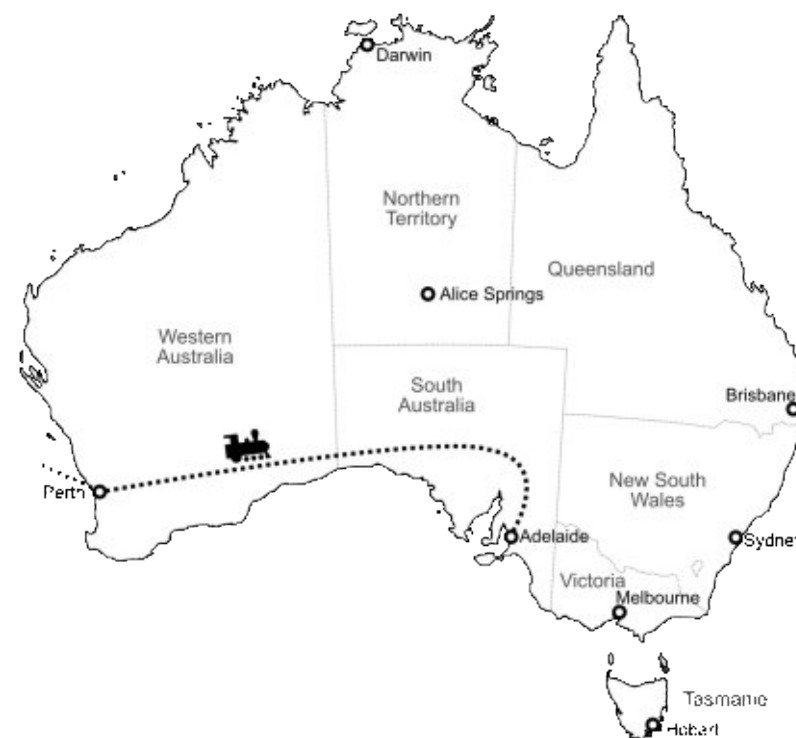 Darwin
Northern
Territory
Queensland
Alice Springs
Western
Australia
South
Australia
Brisbane
New South
Wales
Perth
Adelaide
Sydney
Victoria
Melbourne
Tasmanie
Hobart